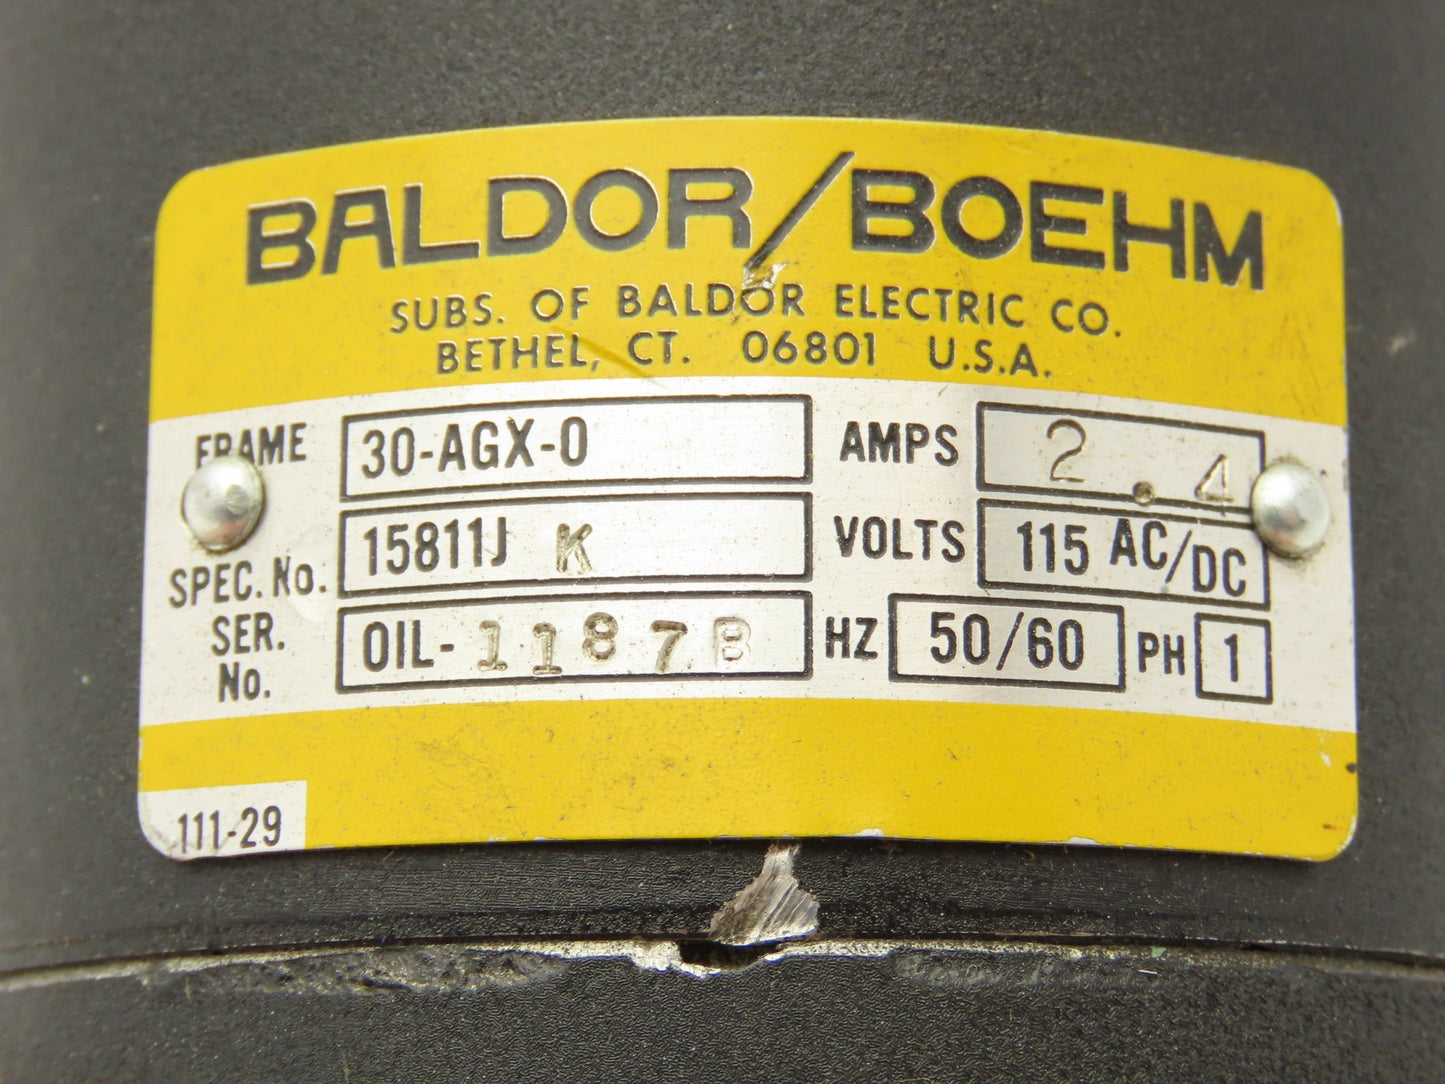 BALDOR/BOEHM
SUBS. OF BALDOR ELECTRIC CO.
BETHEL, CT. 06801 U.S.A.
FRAME 30-AGX-0 AMPS 2.4
SPEC. No. 15811J K VOLTS 115 AC/DC
SER. No. OIL-1187B HZ 50/60 PH 1
111-29